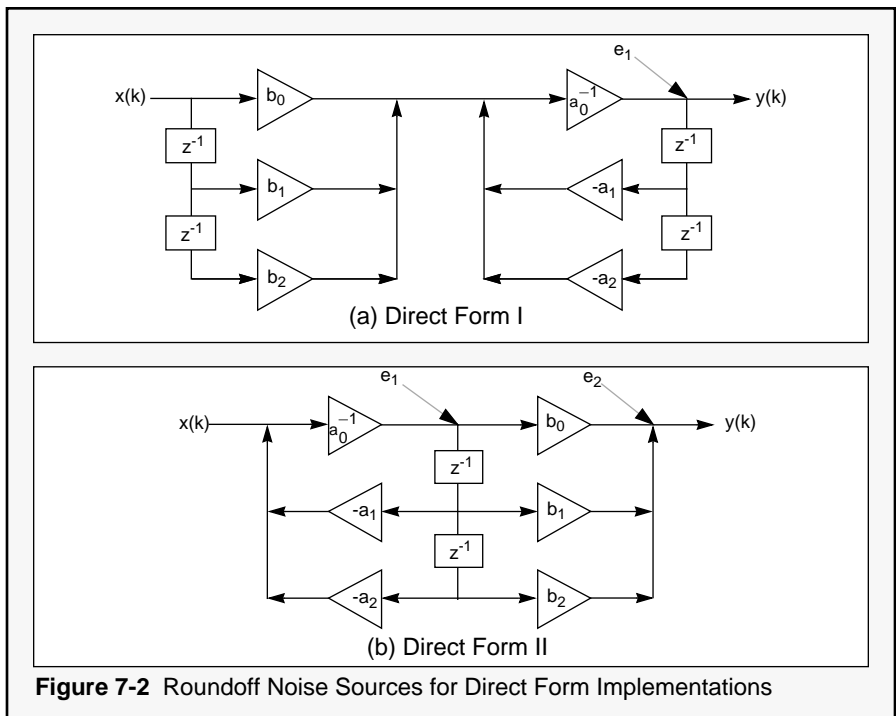 e₁
x(k) b₀ a₀⁻¹ y(k)
z⁻¹ z⁻¹
b₁ -a₁
z⁻¹ z⁻¹
b₂ -a₂
(a) Direct Form I
e₁ e₂
x(k) a₀⁻¹ b₀ y(k)
z⁻¹
-a₁ b₁
z⁻¹
-a₂ b₂
(b) Direct Form II
Figure 7-2 Roundoff Noise Sources for Direct Form Implementations